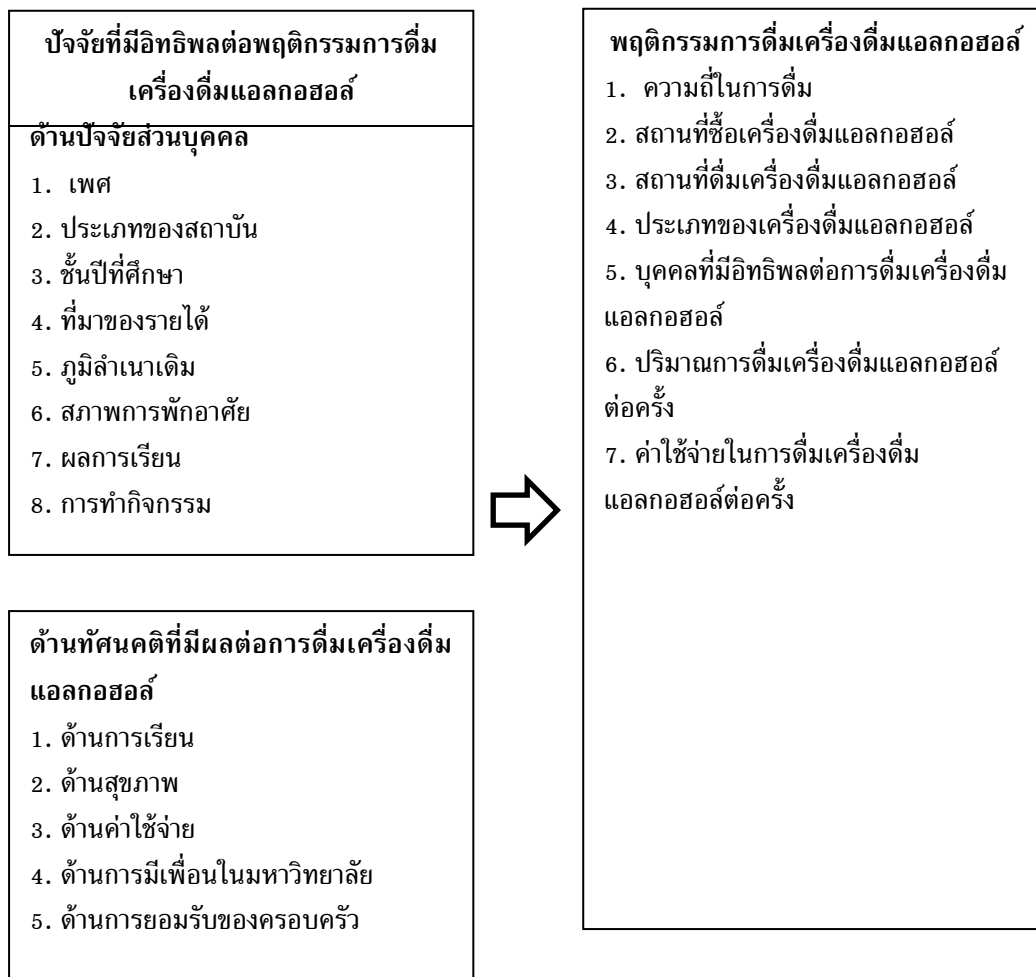 ปัจจัยที่มีอิทธิพลต่อพฤติกรรมการดื่ม
เครื่องดื่มแอลกอฮอล์
ด้านปัจจัยส่วนบุคคล
1. เพศ
2. ประเภทของสถาบัน
3. ชั้นปีที่ศึกษา
4. ที่มาของรายได้
5. ภูมิลำเนาเดิม
6. สภาพการพักอาศัย
7. ผลการเรียน
8. การทำกิจกรรม
ด้านทัศนคติที่มีผลต่อการดื่มเครื่องดื่ม
แอลกอฮอล์
1. ด้านการเรียน
2. ด้านสุขภาพ
3. ด้านค่าใช้จ่าย
4. ด้านการมีเพื่อนในมหาวิทยาลัย
5. ด้านการยอมรับของครอบครัว
พฤติกรรมการดื่มเครื่องดื่มแอลกอฮอล์
1. ความถี่ในการดื่ม
2. สถานที่ซื้อเครื่องดื่มแอลกอฮอล์
3. สถานที่ดื่มเครื่องดื่มแอลกอฮอล์
4. ประเภทของเครื่องดื่มแอลกอฮอล์
5. บุคคลที่มีอิทธิพลต่อการดื่มเครื่องดื่ม
แอลกอฮอล์
6. ปริมาณการดื่มเครื่องดื่มแอลกอฮอล์
ต่อครั้ง
7. ค่าใช้จ่ายในการดื่มเครื่องดื่ม
แอลกอฮอล์ต่อครั้ง